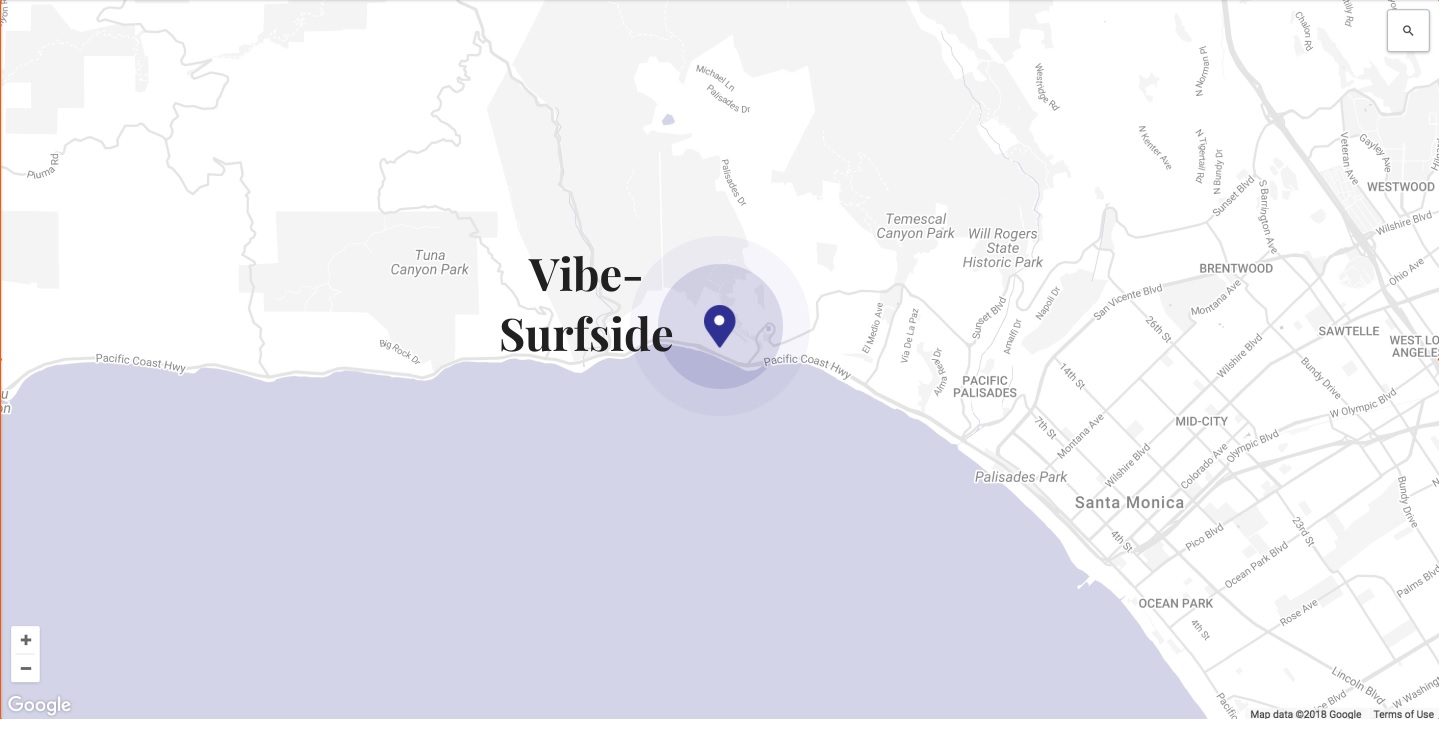 Michael Ln
Palisades Dr
Westridge Rd
Chalon Rd
N Norman Pl
N Kenter Ave
N Tigertail Rd
N Bundy Dr
Veteran Ave
Gayley Ave
WESTWOOD
Piuma Rd
Palisades Dr
Sunset Blvd
S Barrington Ave
Wilshire Blvd
Temescal
Canyon Park
Will Rogers
State
Historic Park
Tuna
Canyon Park
Vibe-
Surfside
BRENTWOOD
Ohio Ave
San Vicente Blvd
Montana Ave
Napoli Dr
Sunset Blvd
Amalfi Dr
El Medio Ave
Via De La Paz
26th St
SAWTELLE
WEST LO
ANGELE
Wilshire Blvd
Big Rock Dr
Pacific Coast Hwy
Pacific Coast Hwy
Alma Real Dr
PACIFIC
PALISADES
14th St
Bundy Drive
W Olympic Blvd
7th St
Montana Ave
MID-CITY
Olympic Blvd
Wilshire Blvd
Colorado Ave
Palisades Park
Santa Monica
Bundy Drive
4th St
Pico Blvd
23rd St
Ocean Park Blvd
Palms Blvd
OCEAN PARK
Rose Ave
4th St
Lincoln Blvd
W Washing
Pacific
ice Blvd
+
−
Google
Map data ©2018 Google
Terms of Use